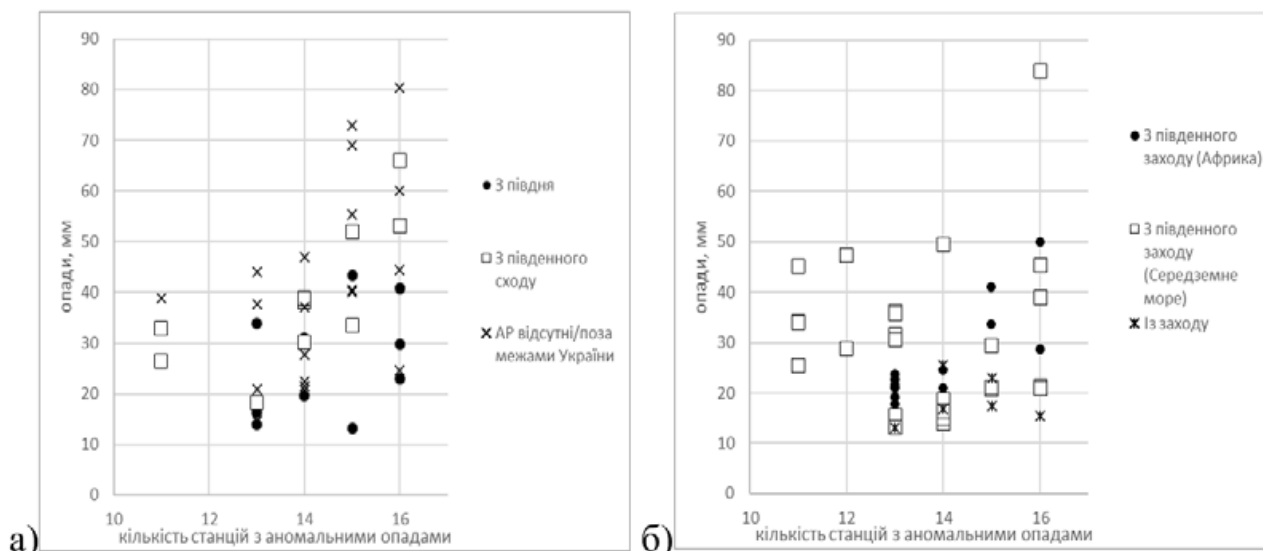 90
80
70
60
50
40
30
20
10
0
опади, мм
10 12 14 16
кількість станцій з аномальними опадами
З півдня
З південного
сходу
АР відсутні/поза
межами України
а)
90
80
70
60
50
40
30
20
10
0
опади, мм
10 12 14 16
кількість станцій з аномальними опадами
З південного
заходу (Африка)
З південного
заходу
(Середземне
море)
Із заходу
б)